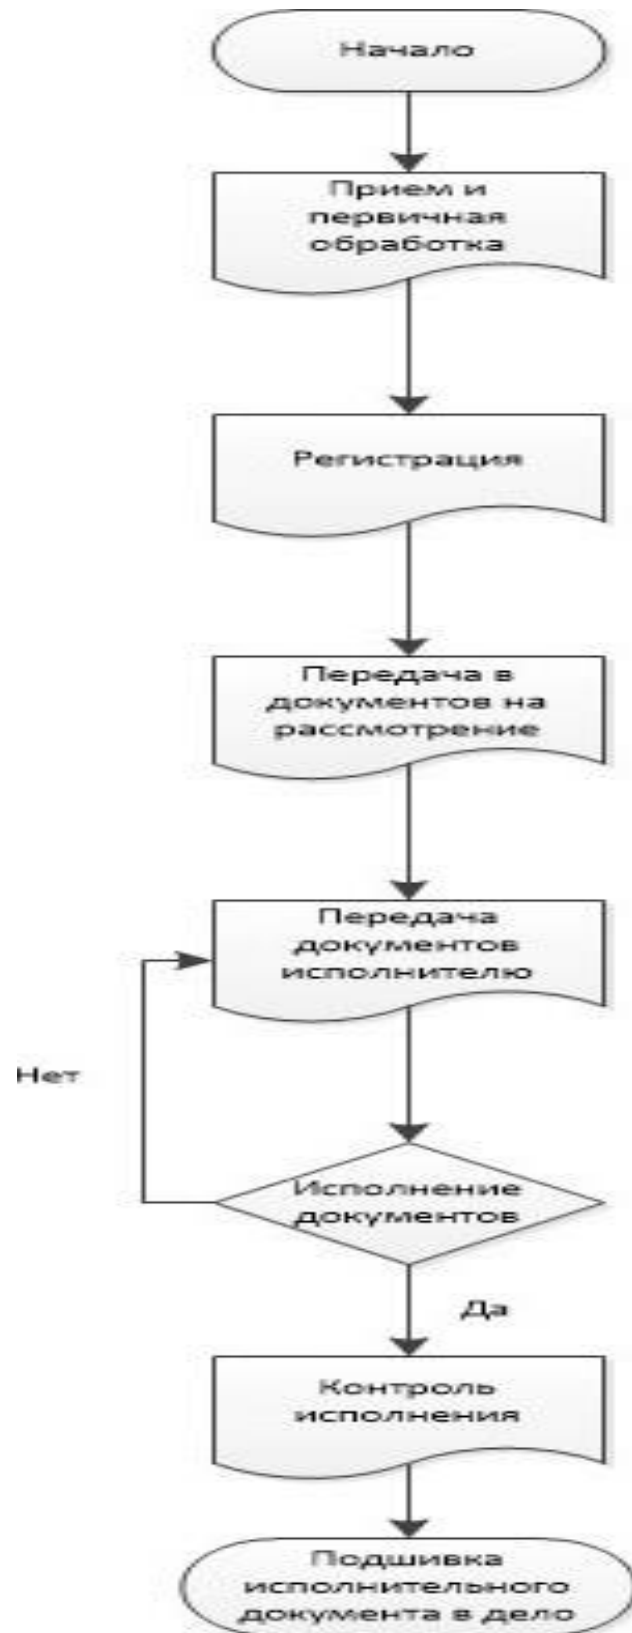 Начало
Прием и
первичная
обработка
Регистрация
Передача в
документов на
рассмотрение
Передача
документов
исполнителю
Нет
Исполнение
документов
Да
Контроль
исполнения
Подшивка
исполнительного
документа в дело